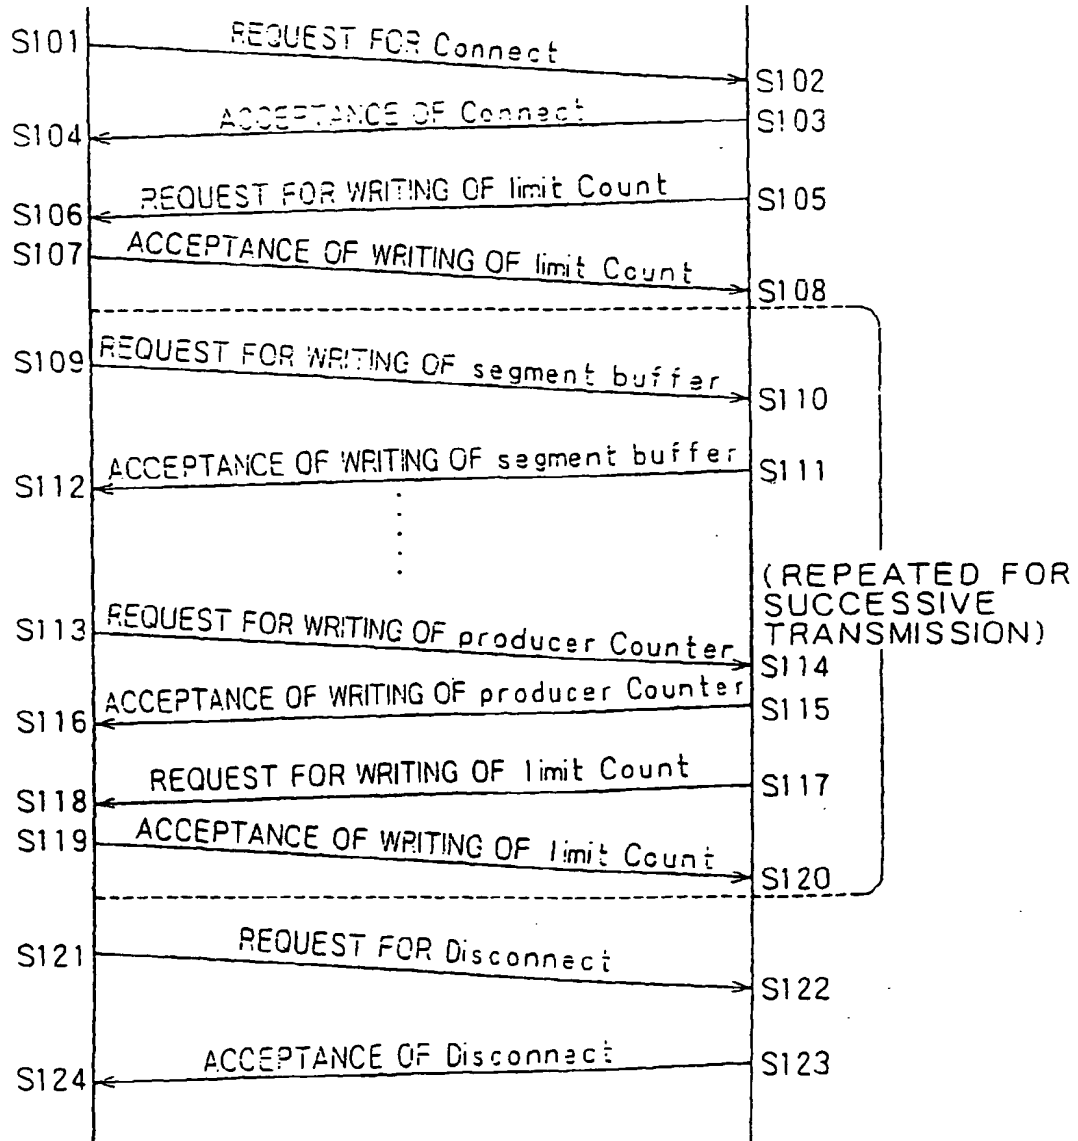 S101
REQUEST FOR Connect
S102
ACCEPTANCE OF Connect
S103
S104
REQUEST FOR WRITING OF limit Count
S105
S106
S107
ACCEPTANCE OF WRITING OF limit Count
S108
S109
REQUEST FOR WRITING OF segment buffer
S110
ACCEPTANCE OF WRITING OF segment buffer
S111
S112
(REPEATED FOR
SUCCESSIVE
TRANSMISSION)
S113
REQUEST FOR WRITING OF producer Counter
S114
ACCEPTANCE OF WRITING OF producer Counter
S115
S116
REQUEST FOR WRITING OF limit Count
S117
S118
S119
ACCEPTANCE OF WRITING OF limit Count
S120
S121
REQUEST FOR Disconnect
S122
ACCEPTANCE OF Disconnect
S123
S124